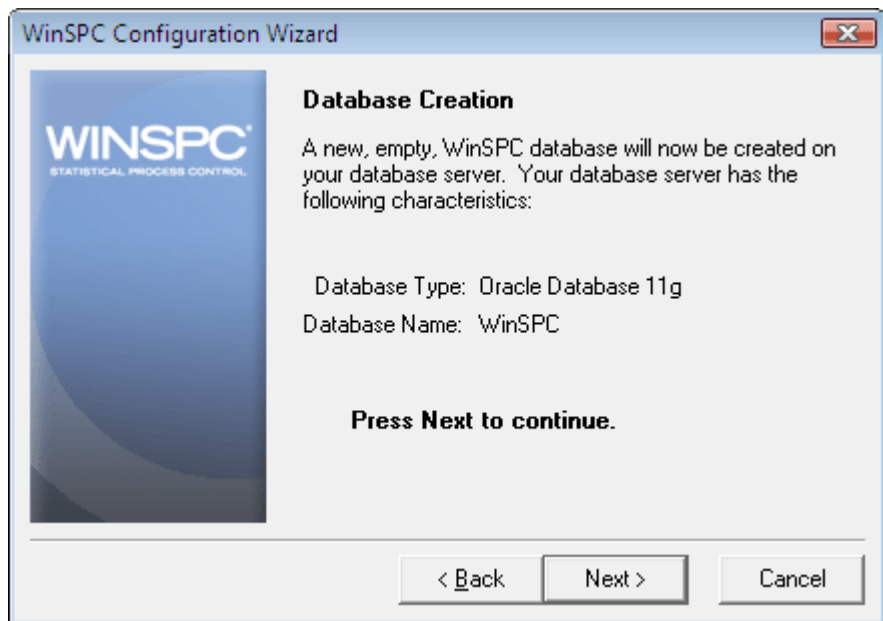 WinSPC Configuration Wizard
WINSPC
STATISTICAL PROCESS CONTROL
Database Creation
A new, empty, WinSPC database will now be created on
your database server.  Your database server has the
following characteristics:
Database Type: Oracle Database 11g
Database Name: WinSPC
Press Next to continue.
< Back
Next >
Cancel